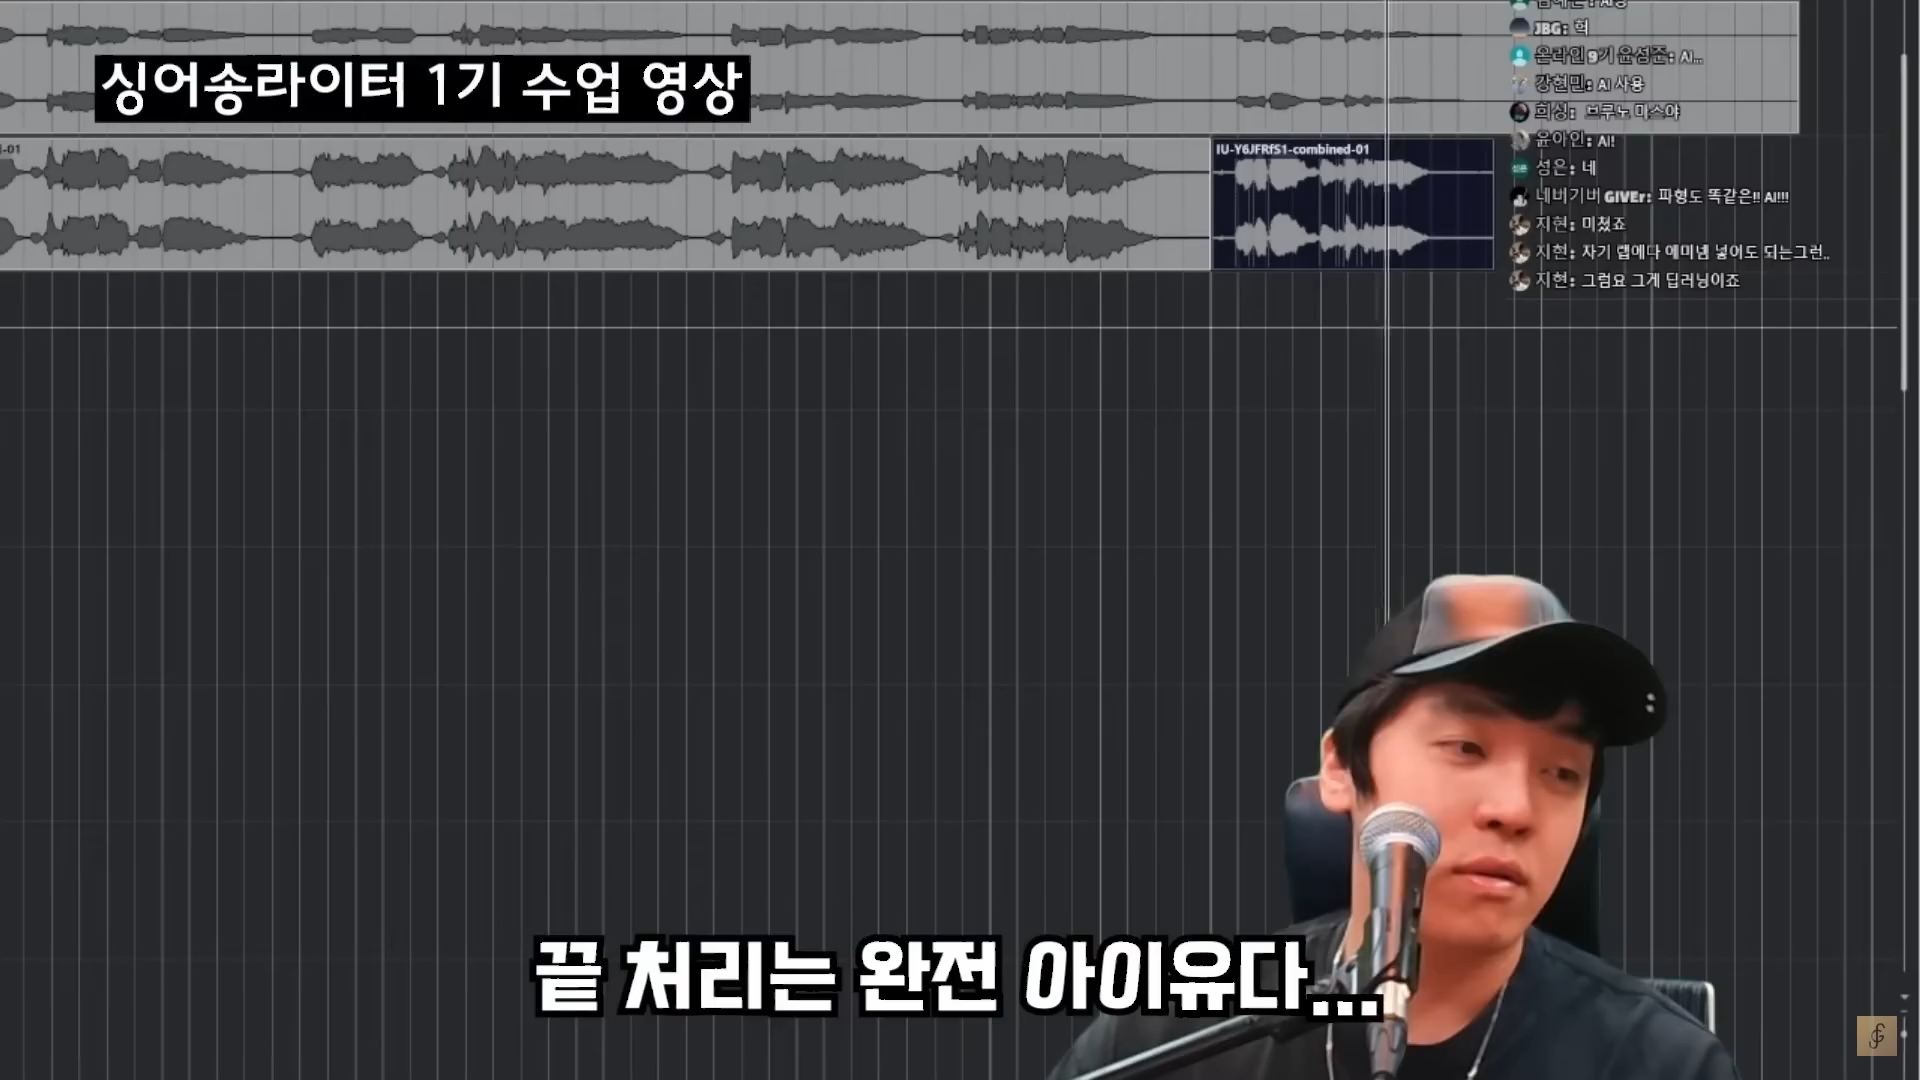 싱어송라이터 1기 수업 영상
-01
IU-Y6JFRfS1-combined-01
JBG: 헉
온라인9기 윤성준: AI...
강현민: AI 사용
희성: 브루노 마스야
윤아인: AI!
성은: 네
네버기버 GIVEr: 파형도 똑같은!! AI!!!
지현: 미쳤죠
지현: 자기 랩에다 에미넴 넣어도 되는그런..
지현: 그럼요 그게 딥러닝이죠
끝 처리는 완전 아이유다...